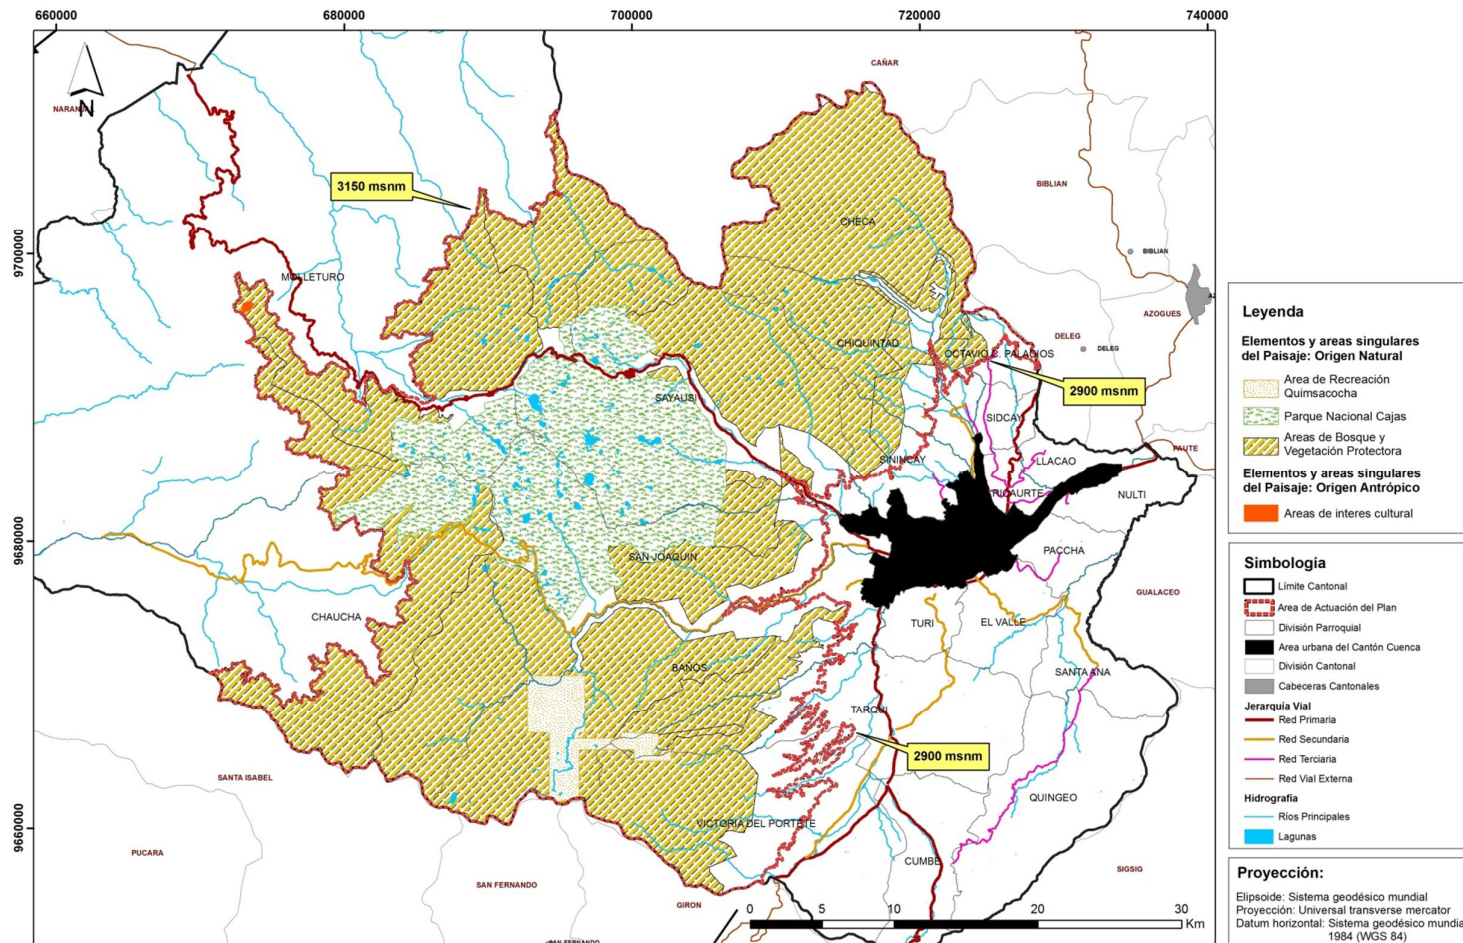 660000
680000
700000
720000
740000
9700000
9680000
9660000
N
CAÑAR
3150 msnm
BIBLIAN
CHECA
BIBLIAN
MOLLETURO
AZOGUES
DELEG
DELEG
CHIQUINTAD
OCTAVIO C. PALACIOS
2900 msnm
SAYAUSI
SIDCAY
SININCAY
LLACAO
PAUTE
RICAURTE
NULTI
PACCHA
SAN JOAQUIN
GUALACEO
CHAUCHA
TURI
EL VALLE
BAÑOS
SANTA ANA
TARQUI
2900 msnm
SANTA ISABEL
QUINGEO
VICTORIA DEL PORTETE
PUCARA
CUMBE
SIGSIG
SAN FERNANDO
GIRON
SAN FERNANDO
0 5 10 20 30
Km
Leyenda
Elementos y areas singulares
del Paisaje: Origen Natural
Area de Recreación
Quimsacocha
Parque Nacional Cajas
Areas de Bosque y
Vegetación Protectora
Elementos y areas singulares
del Paisaje: Origen Antrópico
Areas de interes cultural
Simbología
Límite Cantonal
Area de Actuación del Plan
División Parroquial
Area urbana del Cantón Cuenca
División Cantonal
Cabeceras Cantonales
Jerarquía Vial
Red Primaria
Red Secundaria
Red Terciaria
Red Vial Externa
Hidrografía
Ríos Principales
Lagunas
Proyección:
Elipsoide: Sistema geodésico mundial
Proyección: Universal transverse mercator
Datum horizontal: Sistema geodésico mundia
1984 (WGS 84)